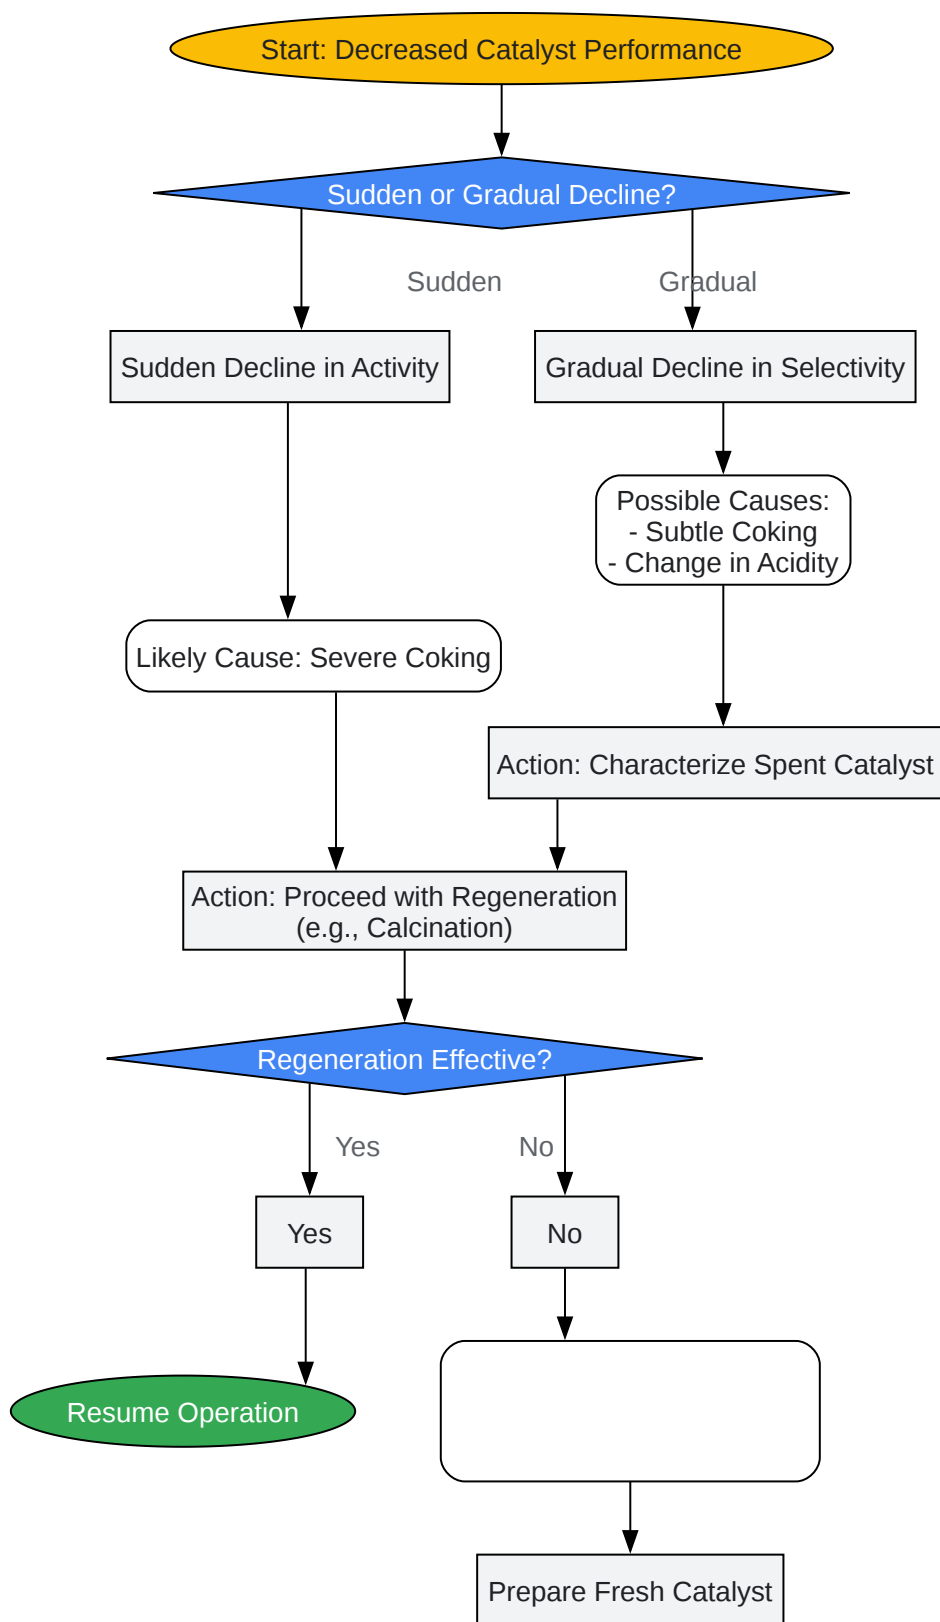 Start: Decreased Catalyst Performance
Sudden or Gradual Decline?
Sudden
Gradual
Sudden Decline in Activity
Gradual Decline in Selectivity
Possible Causes:
- Subtle Coking
- Change in Acidity
Likely Cause: Severe Coking
Action: Characterize Spent Catalyst
Action: Proceed with Regeneration
(e.g., Calcination)
Regeneration Effective?
Yes
No
Yes
No
Resume Operation
Prepare Fresh Catalyst